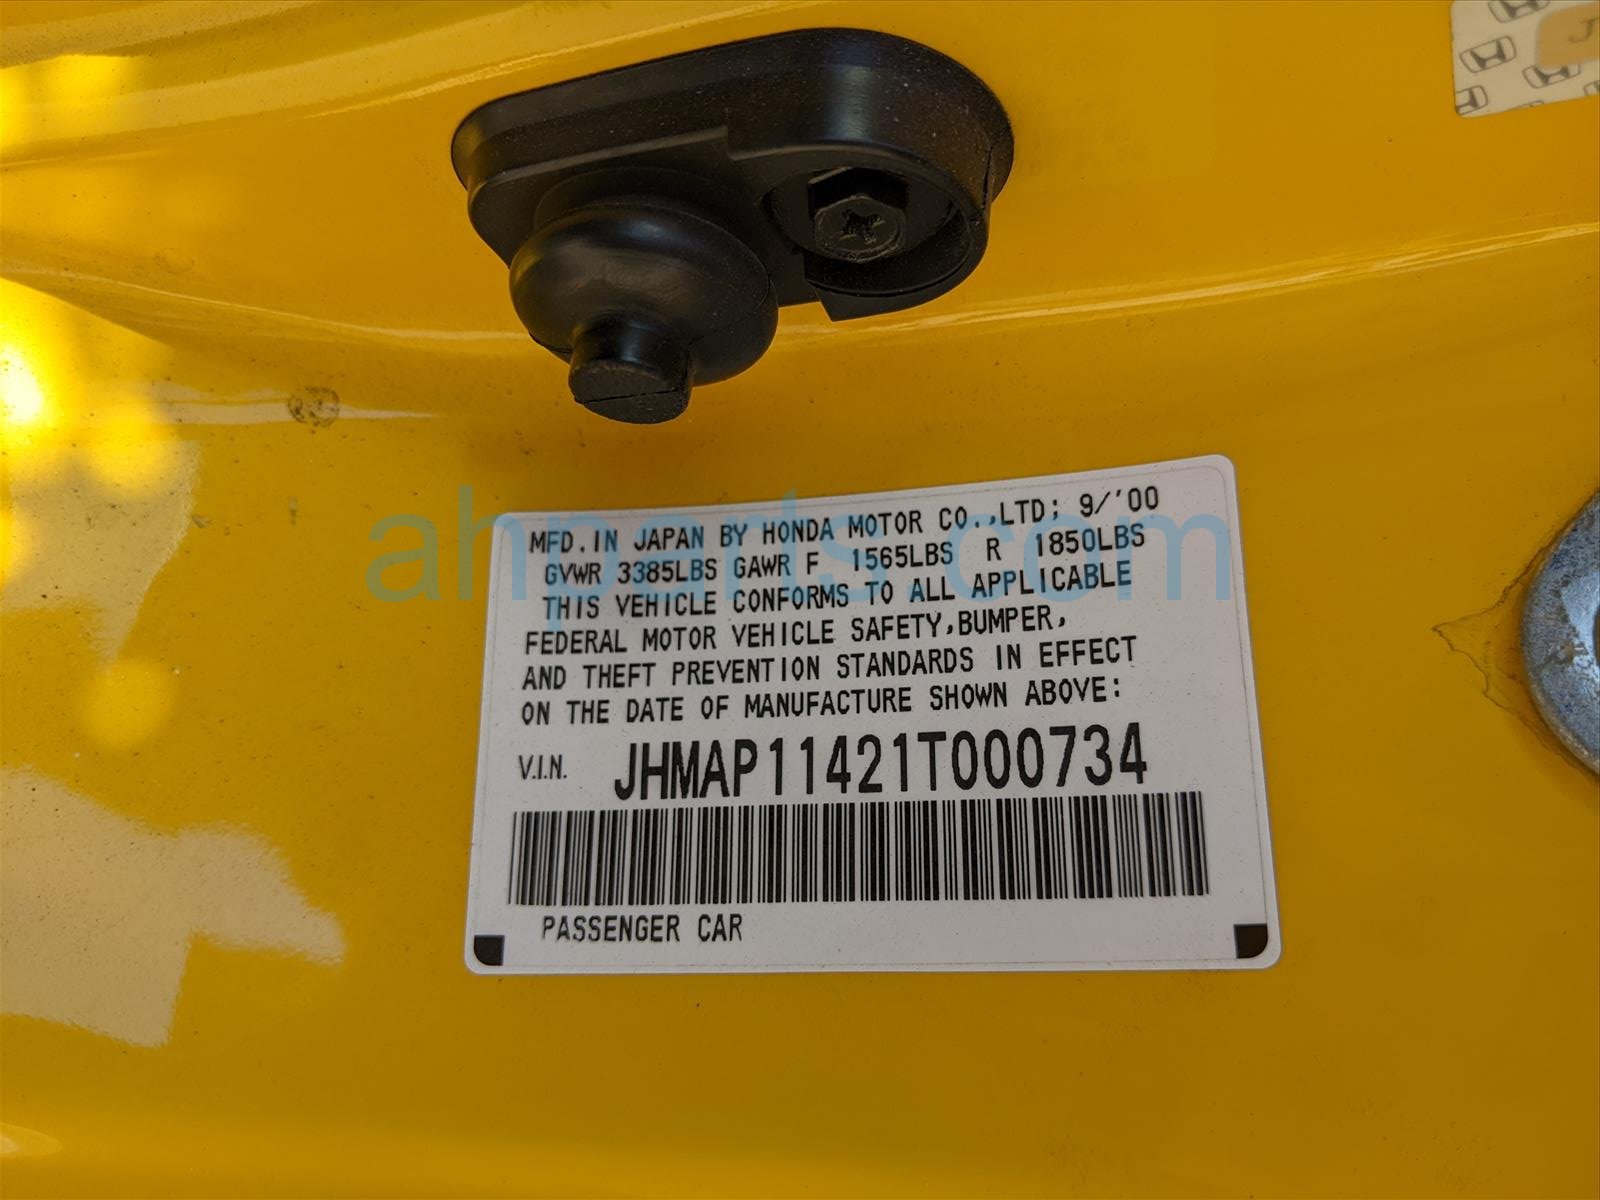 J
MFD. IN JAPAN BY HONDA MOTOR CO.,LTD; 9/'00
GVWR 3385LBS GAWR F 1565LBS R 1850LBS
THIS VEHICLE CONFORMS TO ALL APPLICABLE
FEDERAL MOTOR VEHICLE SAFETY,BUMPER,
AND THEFT PREVENTION STANDARDS IN EFFECT
ON THE DATE OF MANUFACTURE SHOWN ABOVE:
V.I.N. JHMAP11421T000734
PASSENGER CAR
ahparts.com